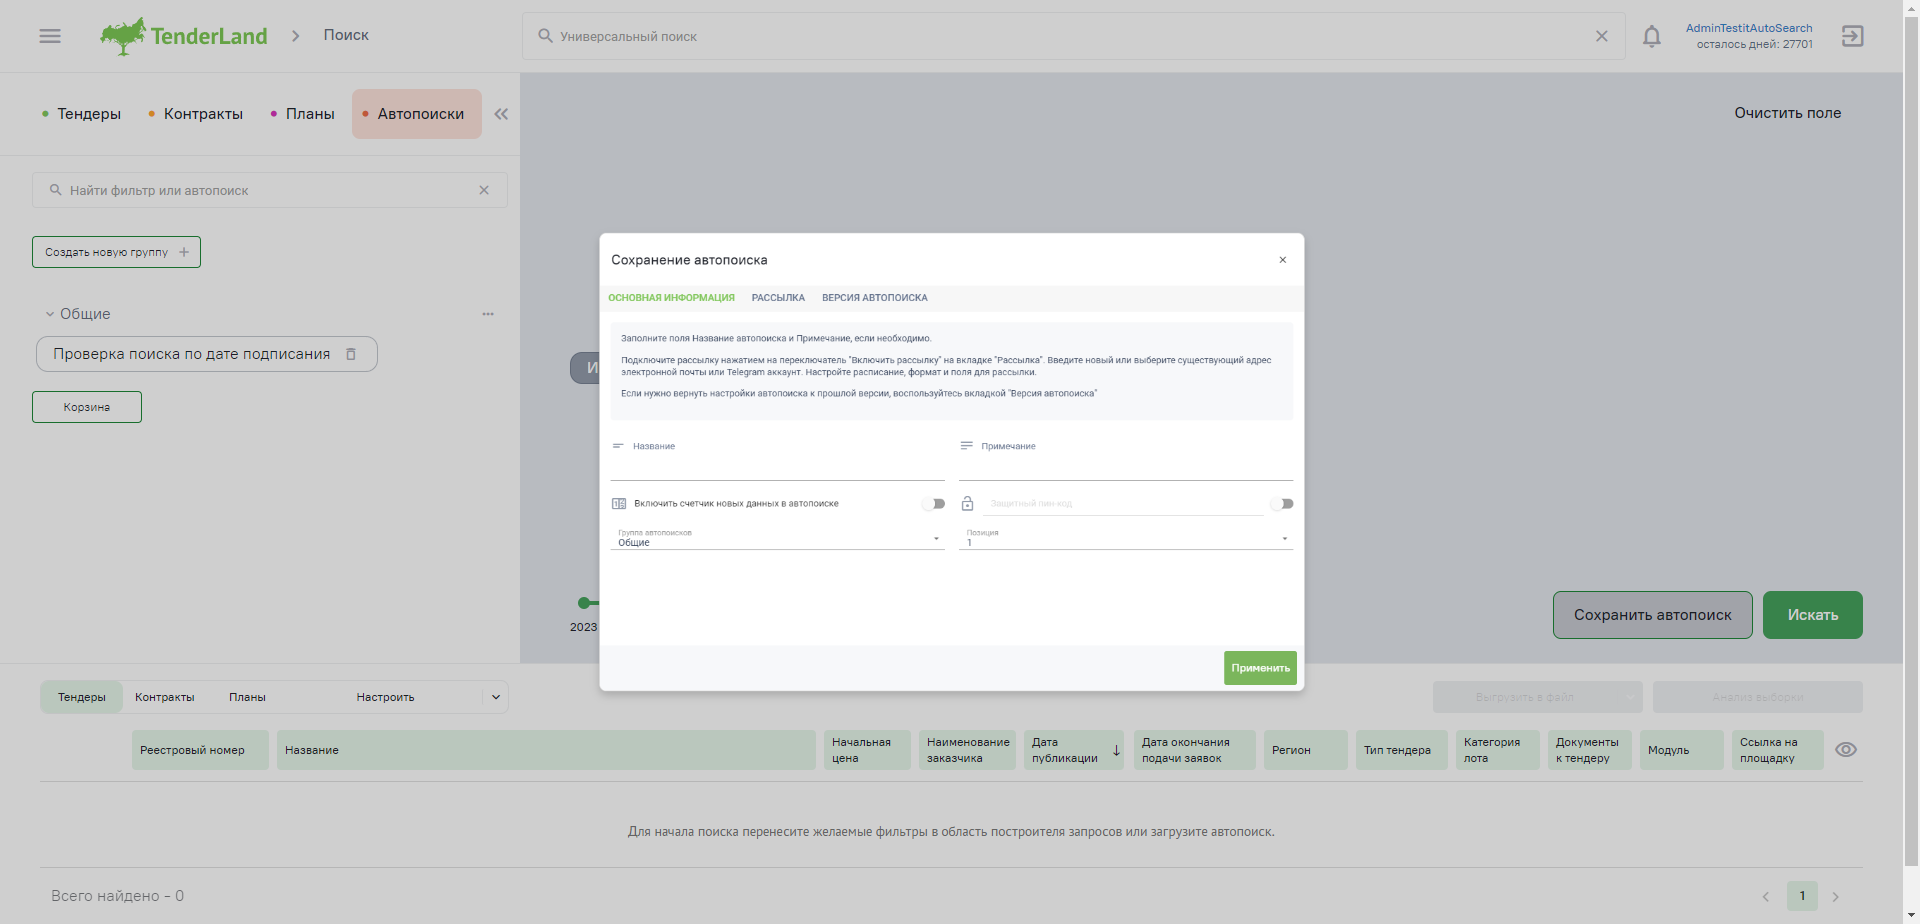 TenderLand
Поиск
Универсальный поиск
AdminTestitAutoSearch
осталось дней: 27701
Тендеры
Контракты
Планы
Автопоиски
Очистить поле
Найти фильтр или автопоиск
Создать новую группу
Общие
Проверка поиска по дате подписания
Корзина
И
2023
Сохранение автопоиска
ОСНОВНАЯ ИНФОРМАЦИЯ
РАССЫЛКА
ВЕРСИЯ АВТОПОИСКА
Заполните поля Название автопоиска и Примечание, если необходимо.
Подключите рассылку нажатием на переключатель "Включить рассылку" на вкладке "Рассылка". Введите новый или выберите существующий адрес
электронной почты или Telegram аккаунт. Настройте расписание, формат и поля для рассылки.
Если нужно вернуть настройки автопоиска к прошлой версии, воспользуйтесь вкладкой "Версия автопоиска"
Название
Примечание
Включить счетчик новых данных в автопоиске
Защитный пин-код
Группа автопоисков
Общие
Позиция
1
Применить
Сохранить автопоиск
Искать
Тендеры
Контракты
Планы
Настроить
Выгрузить в файл
Анализ выборки
Реестровый номер
Название
Начальная
цена
Наименование
заказчика
Дата
публикации
Дата окончания
подачи заявок
Регион
Тип тендера
Категория
лота
Документы
к тендеру
Модуль
Ссылка на
площадку
Для начала поиска перенесите желаемые фильтры в область построителя запросов или загрузите автопоиск.
Всего найдено - 0
1